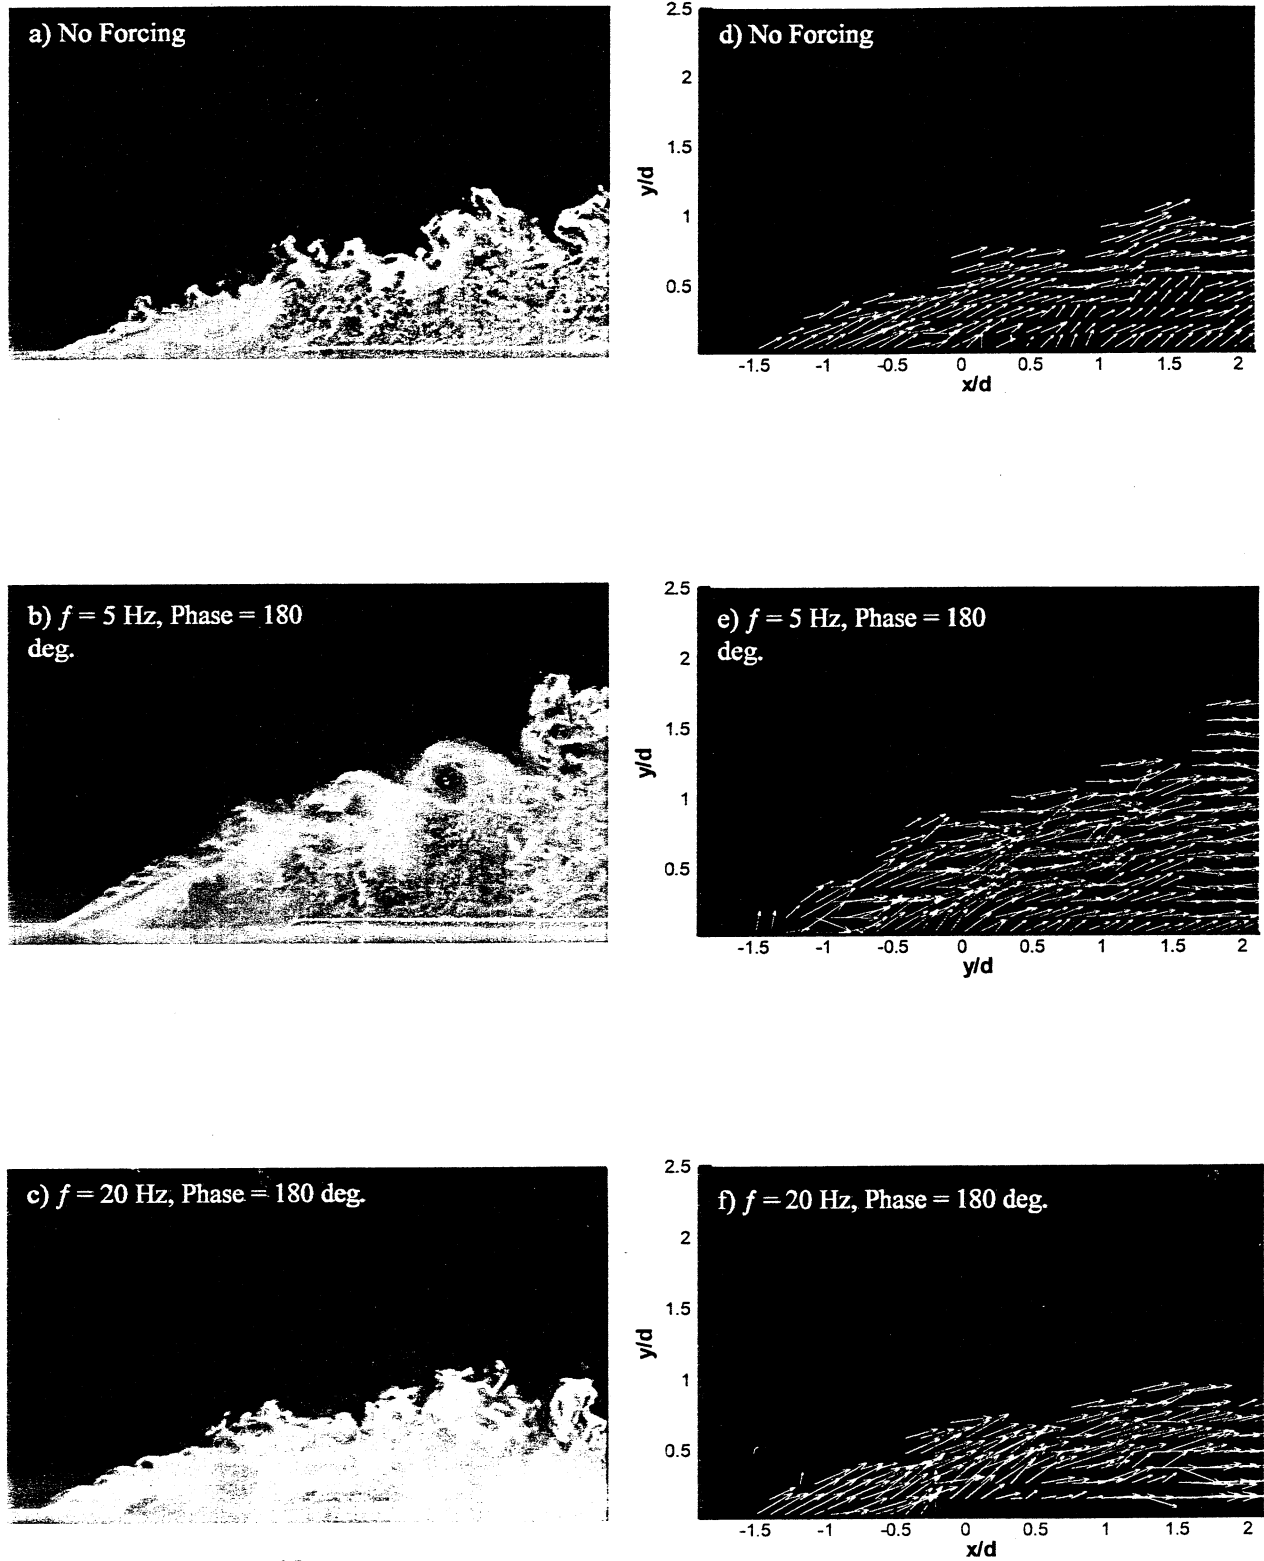 a) No Forcing
d) No Forcing
2.5
2
1.5
1
0.5
y/d
-1.5 -1 -0.5 0 0.5 1 1.5 2
x/d
b) f = 5 Hz, Phase = 180
deg.
e) f = 5 Hz, Phase = 180
deg.
2.5
2
1.5
1
0.5
y/d
-1.5 -1 -0.5 0 0.5 1 1.5 2
y/d
c) f = 20 Hz, Phase = 180 deg.
f) f = 20 Hz, Phase = 180 deg.
2.5
2
1.5
1
0.5
y/d
-1.5 -1 -0.5 0 0.5 1 1.5 2
x/d